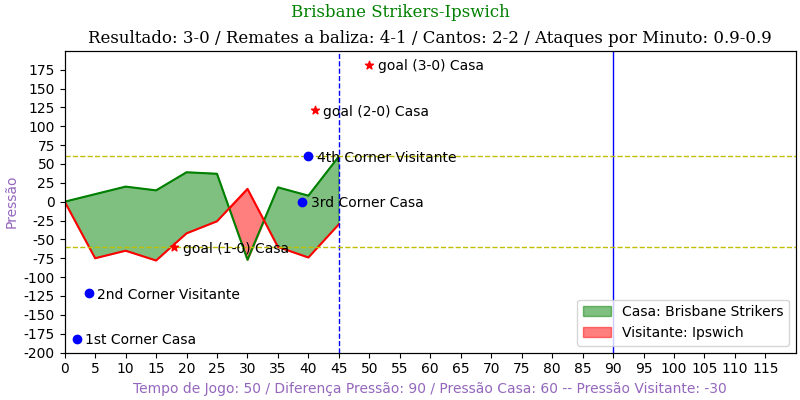 Brisbane Strikers-Ipswich
Resultado: 3-0 / Remates a baliza: 4-1 / Cantos: 2-2 / Ataques por Minuto: 0.9-0.9
Pressão
175
150
125
100
75
50
25
0
-25
-50
-75
-100
-125
-150
-175
-200
goal (3-0) Casa
goal (2-0) Casa
4th Corner Visitante
3rd Corner Casa
goal (1-0) Casa
2nd Corner Visitante
1st Corner Casa
Casa: Brisbane Strikers
Visitante: Ipswich
0 5 10 15 20 25 30 35 40 45 50 55 60 65 70 75 80 85 90 95 100 105 110 115
Tempo de Jogo: 50 / Diferença Pressão: 90 / Pressão Casa: 60 -- Pressão Visitante: -30